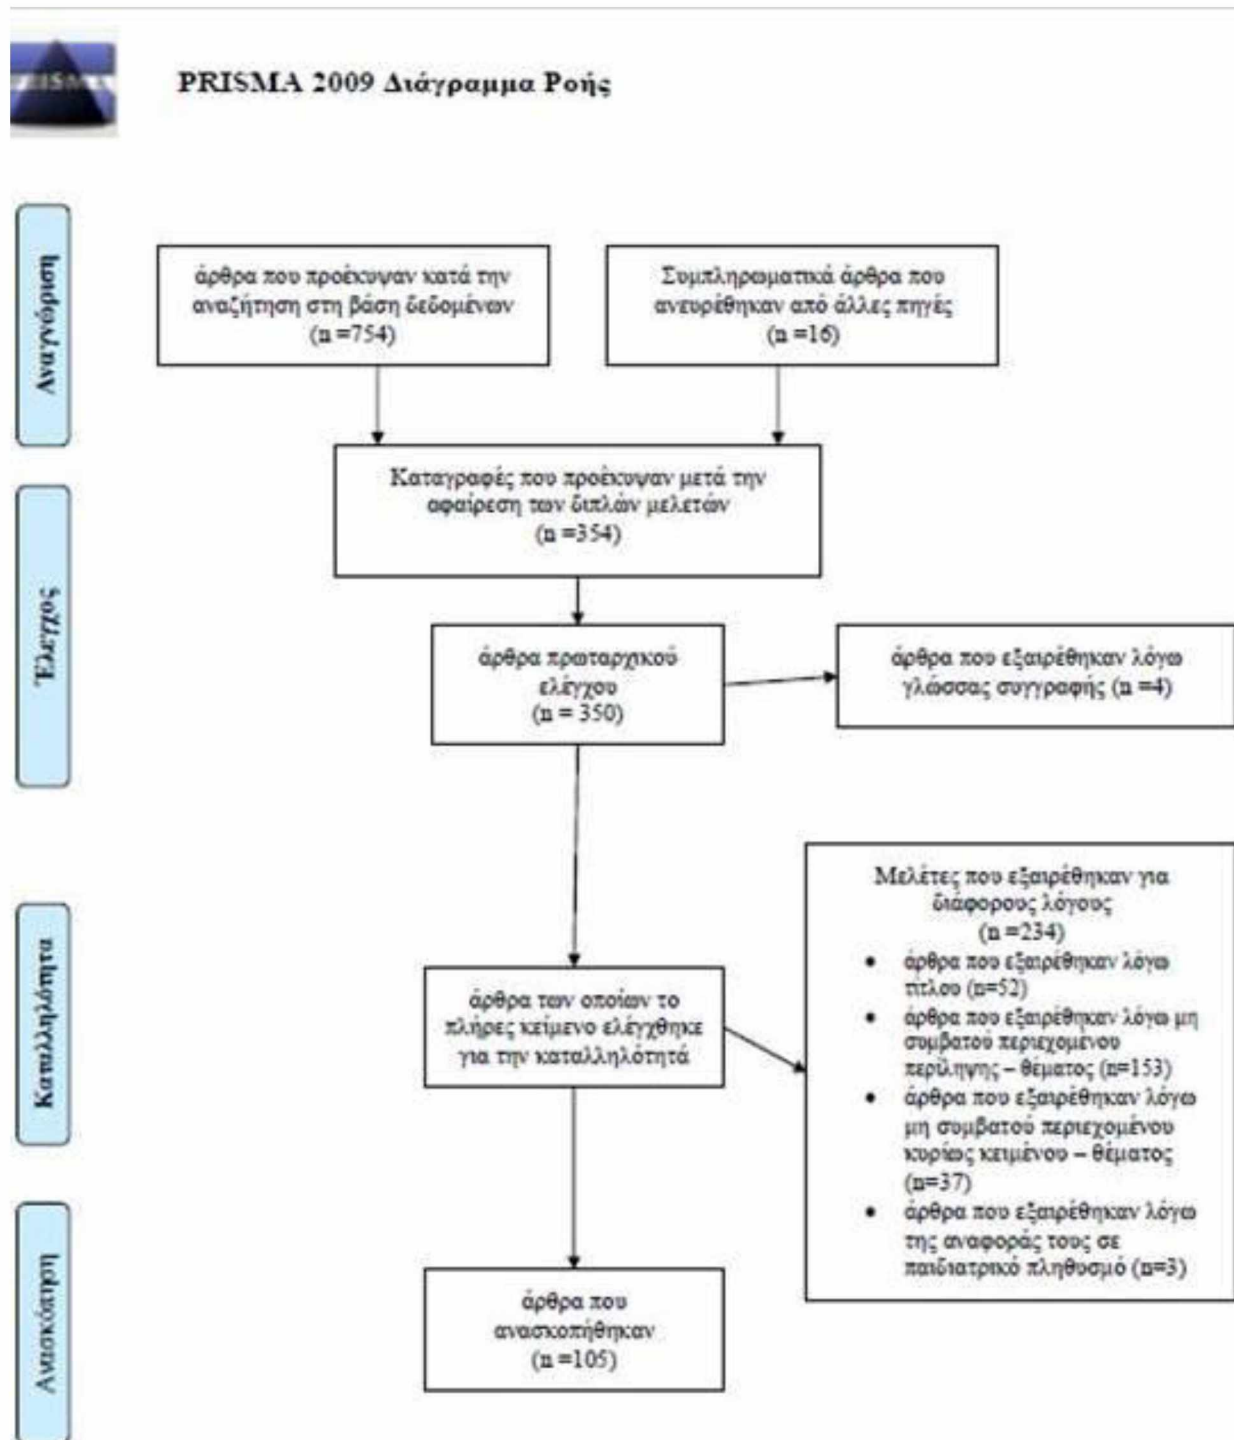 PRISMA
PRISMA 2009 Διάγραμμα Ροής
Αναγνώριση
άρθρα που προέκυψαν κατά την
αναζήτηση στη βάση δεδομένων
(n =754)
Συμπληρωματικά άρθρα που
ανευρέθηκαν από άλλες πηγές
(n =16)
Καταγραφές που προέκυψαν μετά την
αφαίρεση των διπλών μελετών
(n =354)
Έλεγχος
άρθρα πρωταρχικού
ελέγχου
(n = 350)
άρθρα που εξαιρέθηκαν λόγω
γλώσσας συγγραφής (n =4)
Καταλληλότητα
άρθρα των οποίων το
πλήρες κείμενο ελέγχθηκε
για την καταλληλότητά
Μελέτες που εξαιρέθηκαν για
διάφορους λόγους
(n =234)
• άρθρα που εξαιρέθηκαν λόγω
τίτλου (n=52)
• άρθρα που εξαιρέθηκαν λόγω μη
συμβατού περιεχομένου
περίληψης – θέματος (n=153)
• άρθρα που εξαιρέθηκαν λόγω
μη συμβατού περιεχομένου
κυρίως κειμένου – θέματος
(n=37)
• άρθρα που εξαιρέθηκαν λόγω
της αναφοράς τους σε
παιδιατρικό πληθυσμό (n=3)
Ανασκόπηση
άρθρα που
ανασκοπήθηκαν
(n =105)